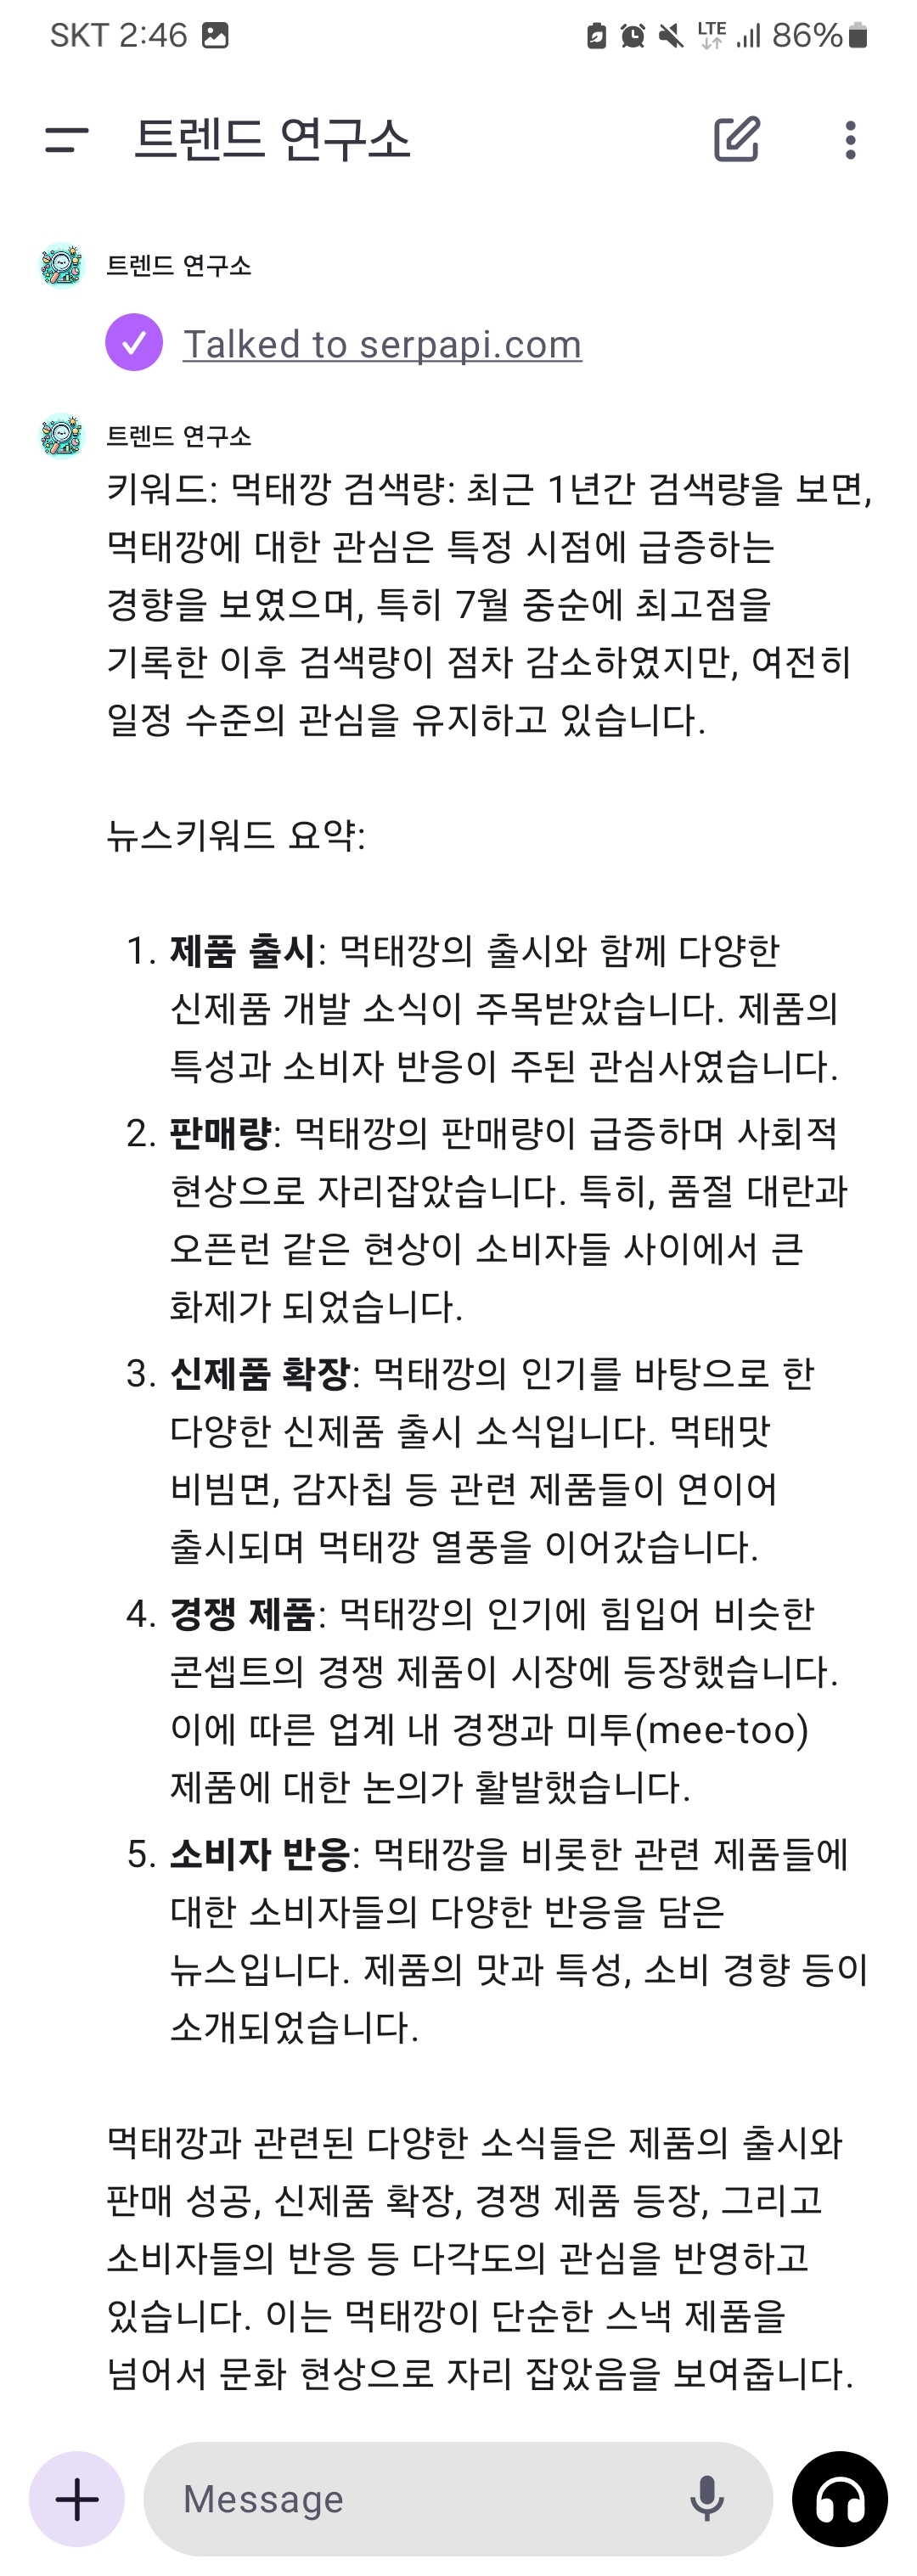 SKT 2:46
LTE
86%
트렌드 연구소
트렌드 연구소
Talked to serpapi.com
트렌드 연구소
키워드: 먹태깡 검색량: 최근 1년간 검색량을 보면,
먹태깡에 대한 관심은 특정 시점에 급증하는
경향을 보였으며, 특히 7월 중순에 최고점을
기록한 이후 검색량이 점차 감소하였지만, 여전히
일정 수준의 관심을 유지하고 있습니다.
뉴스키워드 요약:
1. 제품 출시: 먹태깡의 출시와 함께 다양한
신제품 개발 소식이 주목받았습니다. 제품의
특성과 소비자 반응이 주된 관심사였습니다.
2. 판매량: 먹태깡의 판매량이 급증하며 사회적
현상으로 자리잡았습니다. 특히, 품절 대란과
오픈런 같은 현상이 소비자들 사이에서 큰
화제가 되었습니다.
3. 신제품 확장: 먹태깡의 인기를 바탕으로 한
다양한 신제품 출시 소식입니다. 먹태맛
비빔면, 감자칩 등 관련 제품들이 연이어
출시되며 먹태깡 열풍을 이어갔습니다.
4. 경쟁 제품: 먹태깡의 인기에 힘입어 비슷한
콘셉트의 경쟁 제품이 시장에 등장했습니다.
이에 따른 업계 내 경쟁과 미투(mee-too)
제품에 대한 논의가 활발했습니다.
5. 소비자 반응: 먹태깡을 비롯한 관련 제품들에
대한 소비자들의 다양한 반응을 담은
뉴스입니다. 제품의 맛과 특성, 소비 경향 등이
소개되었습니다.
먹태깡과 관련된 다양한 소식들은 제품의 출시와
판매 성공, 신제품 확장, 경쟁 제품 등장, 그리고
소비자들의 반응 등 다각도의 관심을 반영하고
있습니다. 이는 먹태깡이 단순한 스낵 제품을
넘어서 문화 현상으로 자리 잡았음을 보여줍니다.
Message